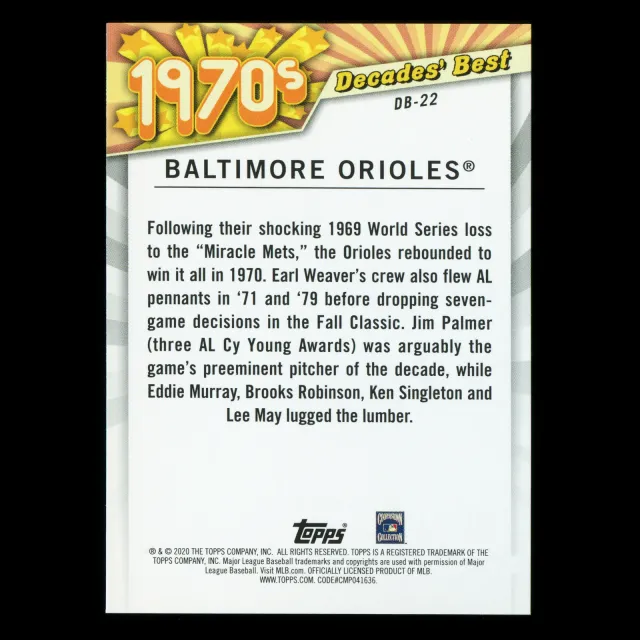 1970s
Decades' Best
DB-22
BALTIMORE ORIOLES®
Following their shocking 1969 World Series loss
to the “Miracle Mets,” the Orioles rebounded to
win it all in 1970. Earl Weaver’s crew also flew AL
pennants in ’71 and ’79 before dropping seven-
game decisions in the Fall Classic. Jim Palmer
(three AL Cy Young Awards) was arguably the
game’s preeminent pitcher of the decade, while
Eddie Murray, Brooks Robinson, Ken Singleton and
Lee May lugged the lumber.
Topps®
COOPERSTOWN
COLLECTION
® & © 2020 THE TOPPS COMPANY, INC. ALL RIGHTS RESERVED. TOPPS IS A REGISTERED TRADEMARK OF THE
TOPPS COMPANY, INC. Major League Baseball trademarks and copyrights are used with permission of Major
League Baseball. Visit MLB.com. OFFICIALLY LICENSED PRODUCT OF MLB.
WWW.TOPPS.COM. CODE#CMP041636.